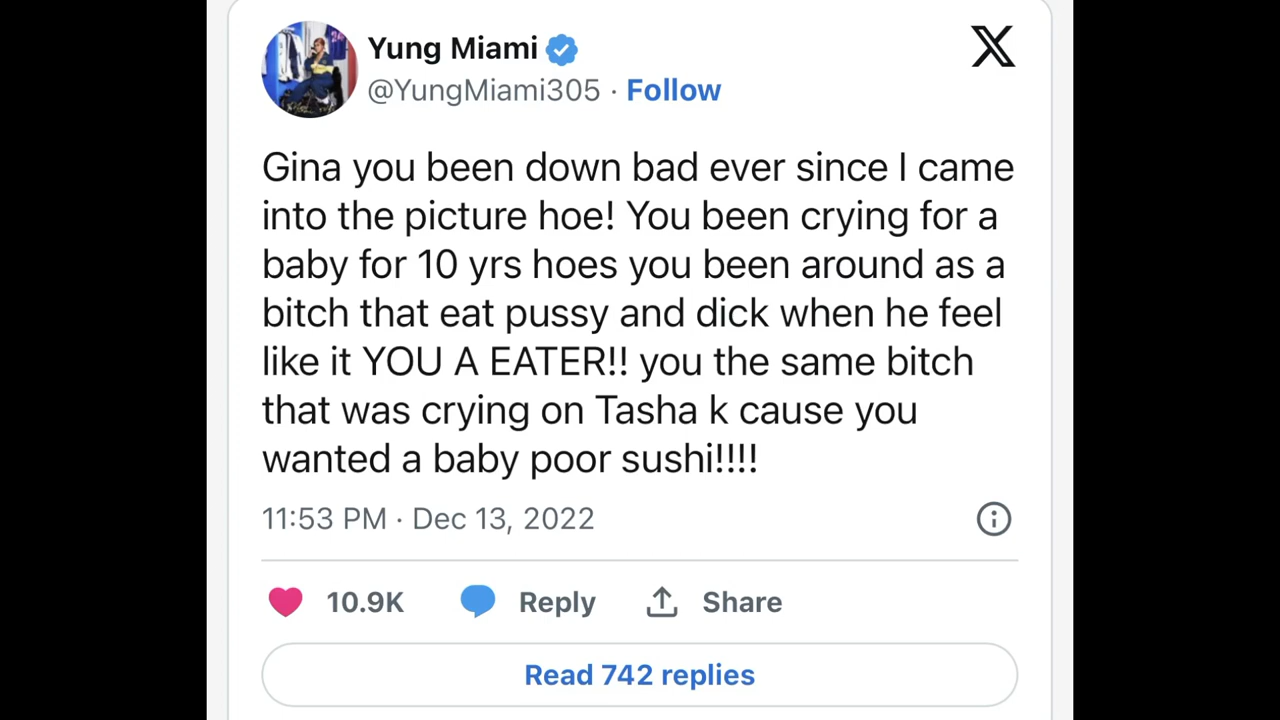 Yung Miami
@YungMiami305 · Follow
Gina you been down bad ever since I came
into the picture hoe! You been crying for a
baby for 10 yrs hoes you been around as a
bitch that eat pussy and dick when he feel
like it YOU A EATER!! you the same bitch
that was crying on Tasha k cause you
wanted a baby poor sushi!!!!
11:53 PM · Dec 13, 2022
10.9K Reply Share
Read 742 replies